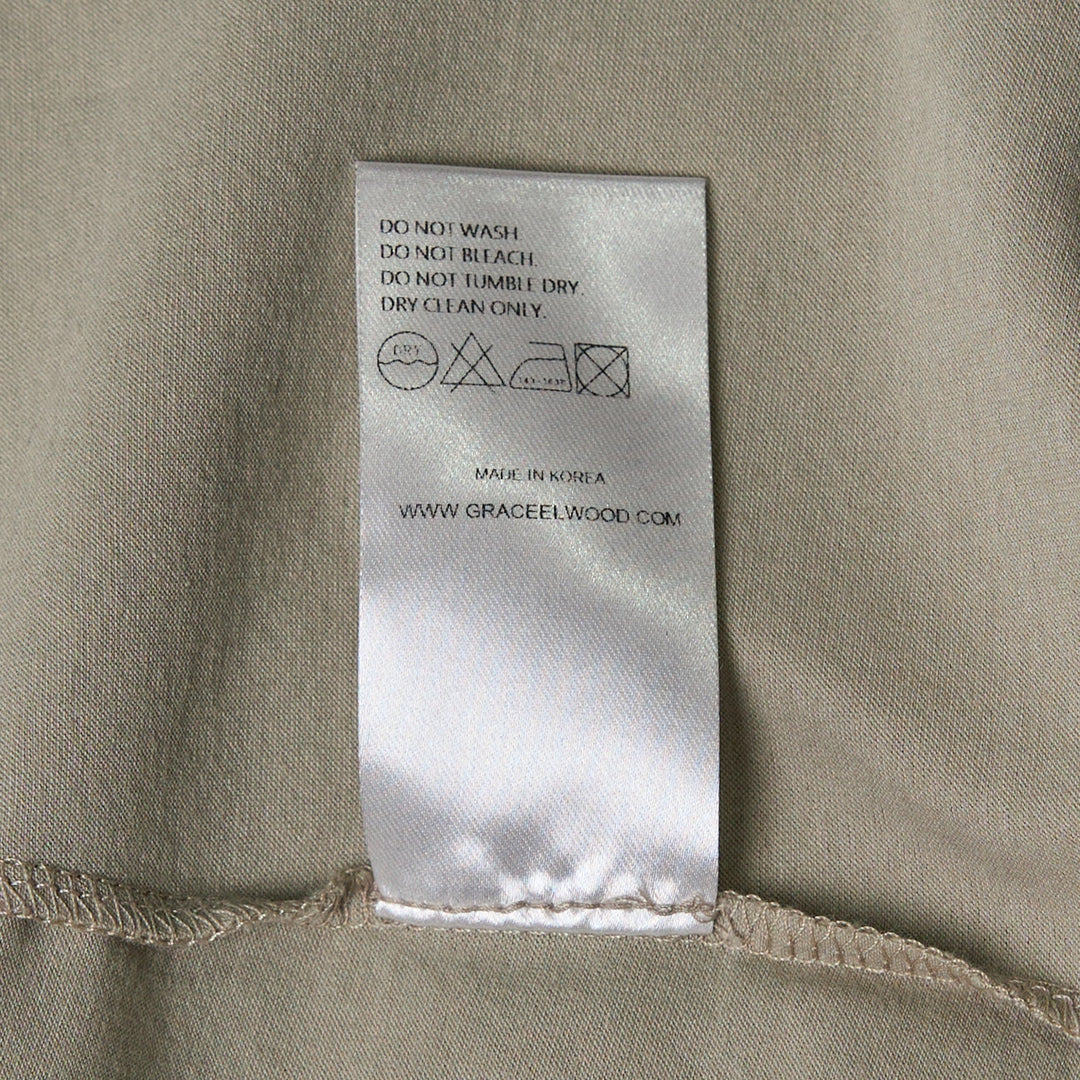 DO NOT WASH.
DO NOT BLEACH.
DO NOT TUMBLE DRY.
DRY CLEAN ONLY.
DRY
MADE IN KOREA
WWW GRACEELWOOD COM